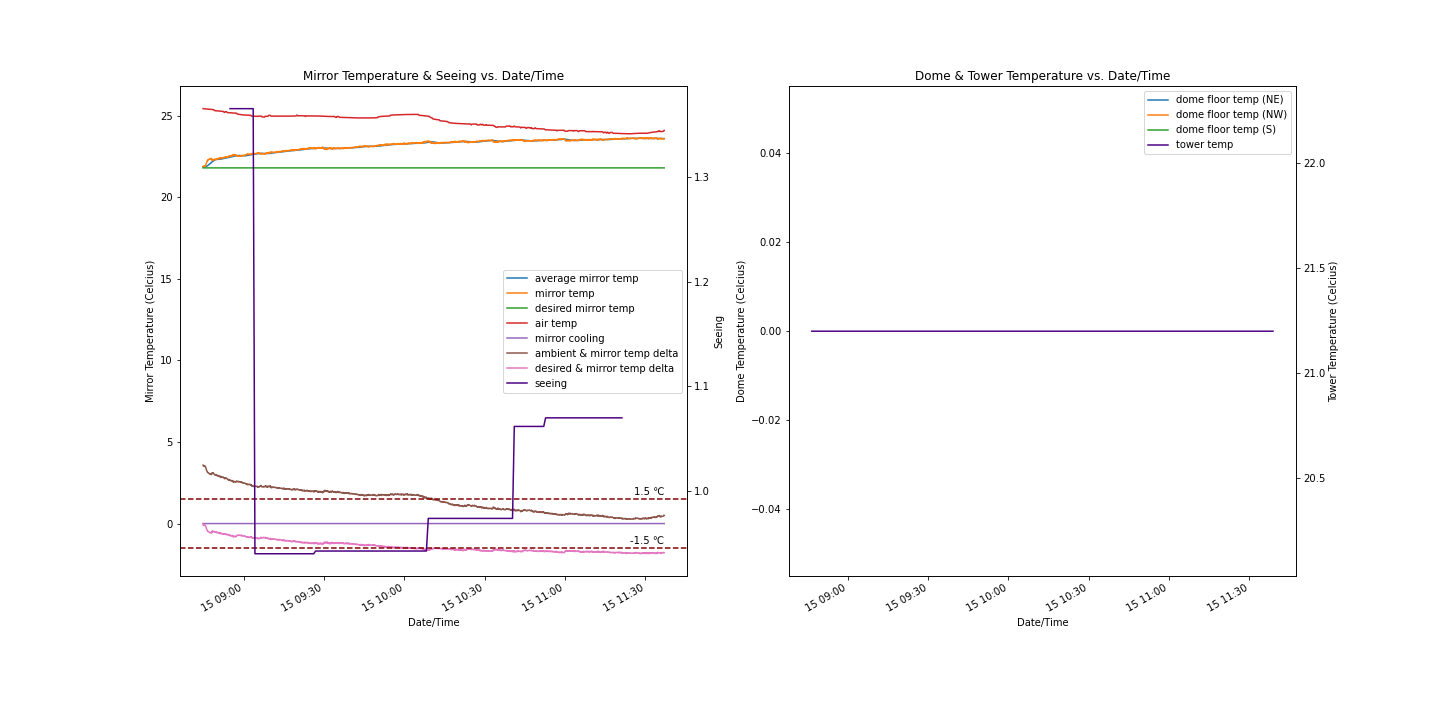 Mirror Temperature & Seeing vs. Date/Time
Mirror Temperature (Celcius)
25
20
15
10
5
0
1.3
1.2
1.1
1.0
Seeing
average mirror temp
mirror temp
desired mirror temp
air temp
mirror cooling
ambient & mirror temp delta
desired & mirror temp delta
seeing
1.5 °C
-1.5 °C
15 09:00
15 09:30
15 10:00
15 10:30
15 11:00
15 11:30
Date/Time
Dome & Tower Temperature vs. Date/Time
Dome Temperature (Celcius)
0.04
0.02
0.00
−0.02
−0.04
dome floor temp (NE)
dome floor temp (NW)
dome floor temp (S)
tower temp
22.0
21.5
21.0
20.5
Tower Temperature (Celcius)
15 09:00
15 09:30
15 10:00
15 10:30
15 11:00
15 11:30
Date/Time